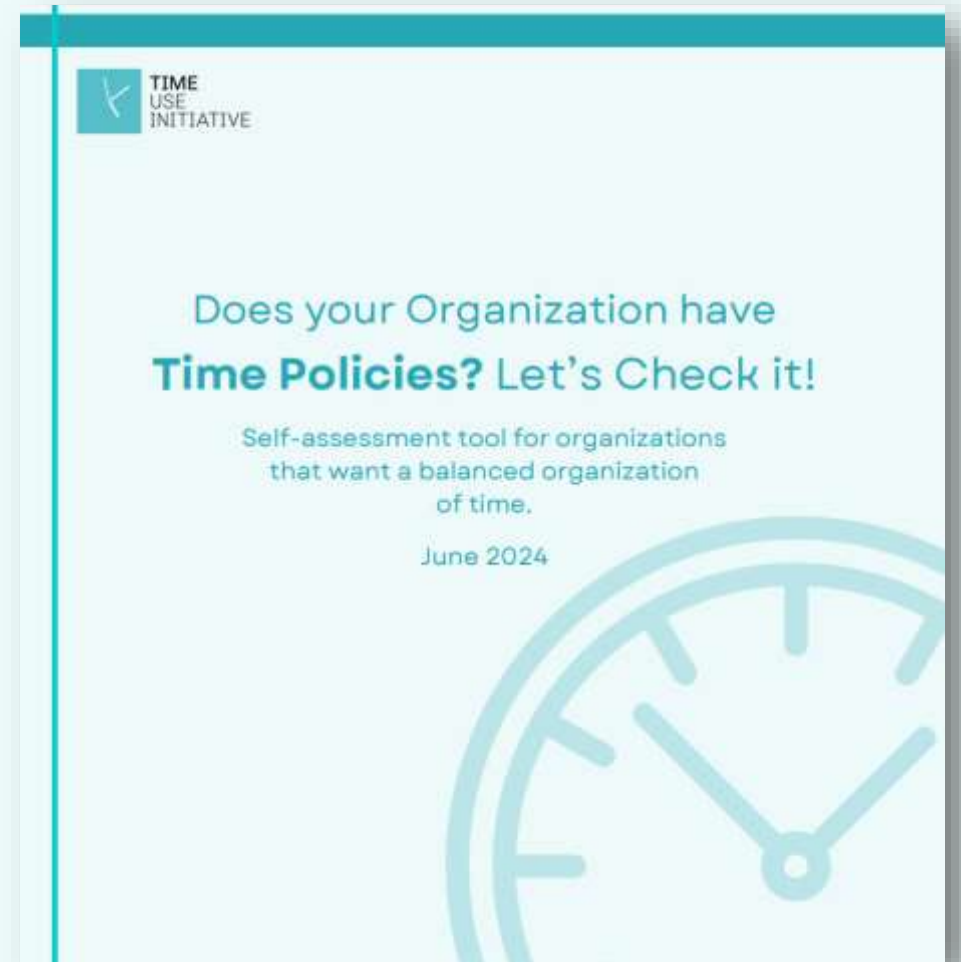 TIME
USE
INITIATIVE
Does your Organization have
Time Policies? Let's Check it!
Self-assessment tool for organizations
that want a balanced organization
of time.
June 2024